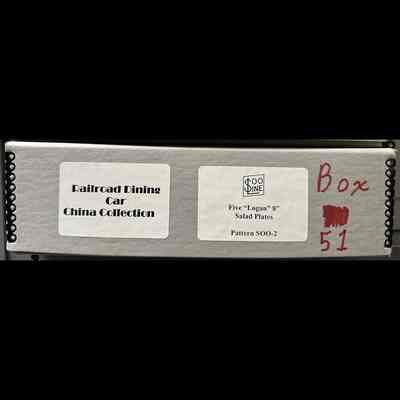 Railroad Dining
Car
China Collection
SOO
LINE
Five "Logan" 8"
Salad Plates
Pattern SOO-2
Box
51